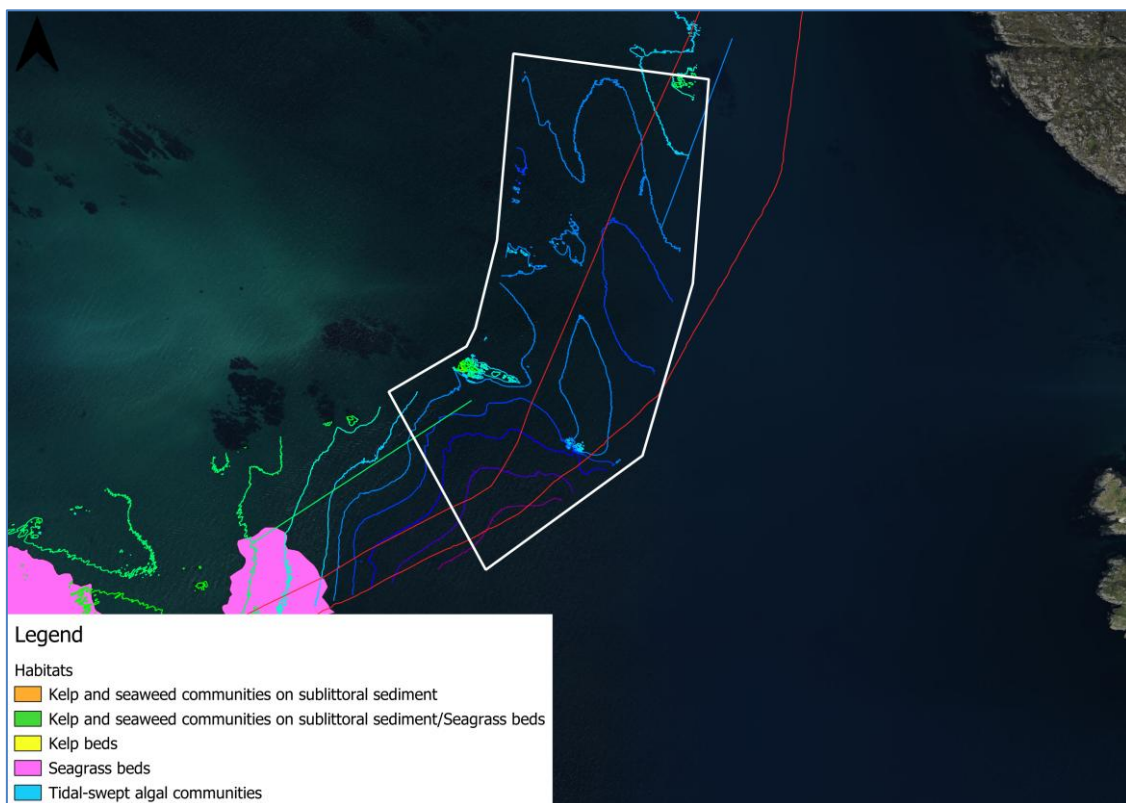 Legend
Habitats
Kelp and seaweed communities on sublittoral sediment
Kelp and seaweed communities on sublittoral sediment/Seagrass beds
Kelp beds
Seagrass beds
Tidal-swept algal communities